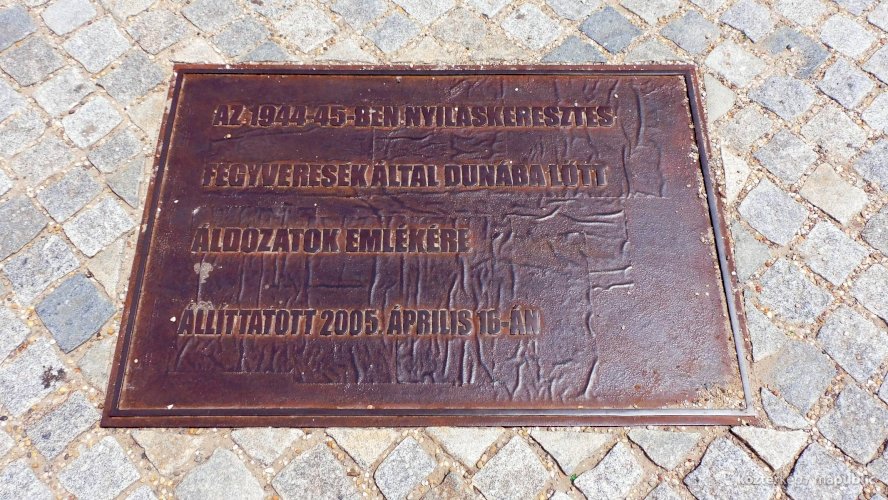 AZ 1944-45-BEN NYILASKERESZTES
FEGYVERESEK ÁLTAL DUNÁBA LŐTT
ÁLDOZATOK EMLÉKÉRE
ÁLLÍTTATOTT 2005. ÁPRILIS 16-ÁN